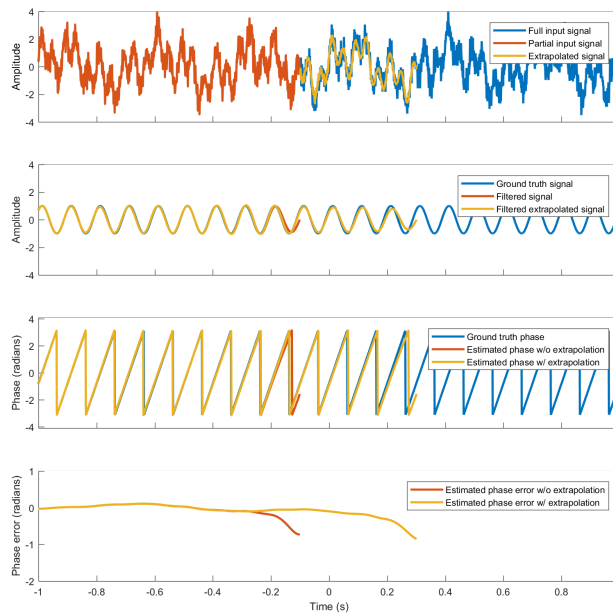 4
2
0
-2
-4
Amplitude
Full input signal
Partial input signal
Extrapolated signal
4
2
0
-2
-4
Amplitude
Ground truth signal
Filtered signal
Filtered extrapolated signal
4
2
0
-2
-4
Phase (radians)
Ground truth phase
Estimated phase w/o extrapolation
Estimated phase w/ extrapolation
1
0
-1
-2
Phase error (radians)
Estimated phase error w/o extrapolation
Estimated phase error w/ extrapolation
-1 -0.8 -0.6 -0.4 -0.2 0 0.2 0.4 0.6 0.8
Time (s)